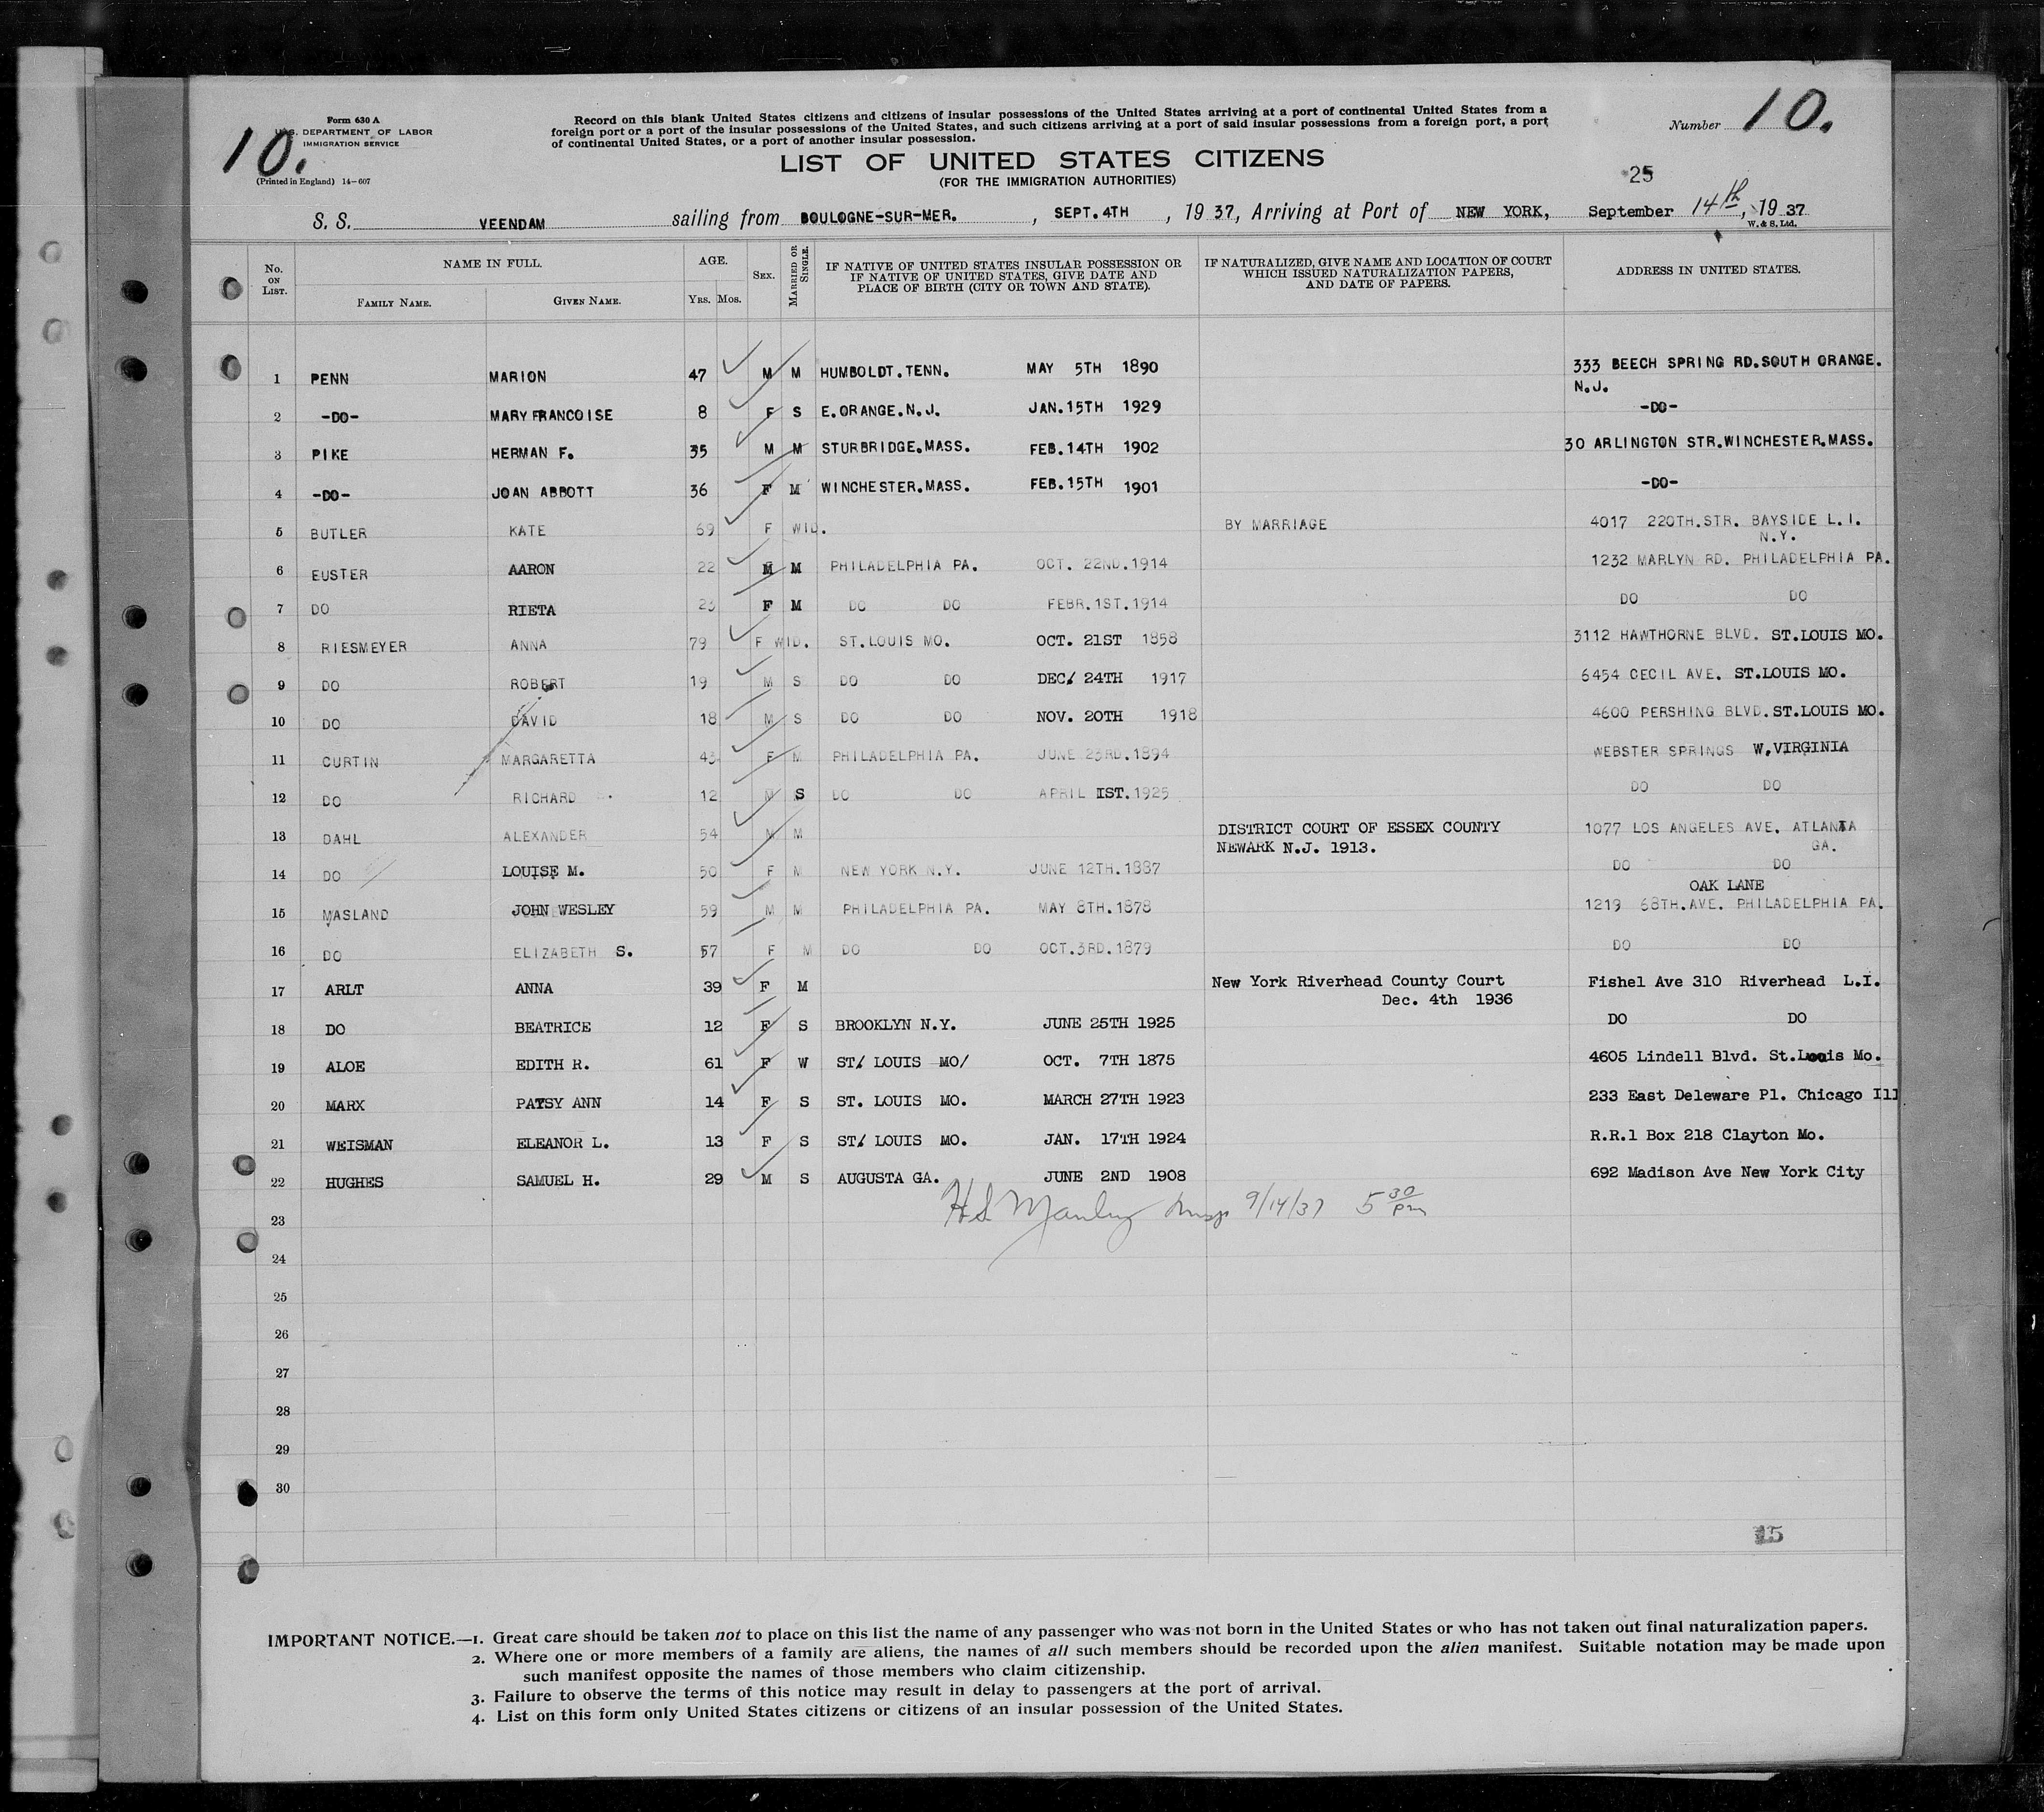 Form 630 A
U.S. DEPARTMENT OF LABOR
IMMIGRATION SERVICE
10.
(Printed in England) 14-607
Record on this blank United States citizens and citizens of insular possessions of the United States arriving at a port of continental United States from a
foreign port or a port of the insular possessions of the United States, and such citizens arriving at a port of said insular possessions from a foreign port, a port
of continental United States, or a port of another insular possession.
Number 10.
LIST OF UNITED STATES CITIZENS
(FOR THE IMMIGRATION AUTHORITIES)
25
S. S. VEENDAM sailing from BOULOGNE-SUR-MER. , SEPT. 4TH , 19 37, Arriving at Port of NEW YORK, September 14th, 19 37
W. & S. Ltd.
No. ON LIST. NAME IN FULL. FAMILY NAME. GIVEN NAME. AGE. YRS. MOS. SEX. MARRIED OR SINGLE. IF NATIVE OF UNITED STATES INSULAR POSSESSION OR IF NATIVE OF UNITED STATES, GIVE DATE AND PLACE OF BIRTH (CITY OR TOWN AND STATE). IF NATURALIZED, GIVE NAME AND LOCATION OF COURT WHICH ISSUED NATURALIZATION PAPERS, AND DATE OF PAPERS. ADDRESS IN UNITED STATES.
1 PENN MARION 47 M M HUMBOLDT.TENN. MAY 5TH 1890 333 BEECH SPRING RD.SOUTH ORANGE.
N.J.
2 -DO- MARY FRANCOISE 8 F S E.ORANGE.N.J. JAN.15TH 1929 -DO-
3 PIKE HERMAN F. 35 M M STURBRIDGE.MASS. FEB.14TH 1902 30 ARLINGTON STR.WINCHESTER.MASS.
4 -DO- JOAN ABBOTT 36 F M WINCHESTER.MASS. FEB.15TH 1901 -DO-
5 BUTLER KATE 69 F WID. BY MARRIAGE 4017 220TH.STR. BAYSIDE L.I.
N.Y.
6 EUSTER AARON 22 M M PHILADELPHIA PA. OCT. 22ND.1914 1232 MARLYN RD. PHILADELPHIA PA.
7 DO RIETA 23 F M DO DO FEBR.1ST.1914 DO DO
8 RIESMEYER ANNA 79 F WID. ST.LOUIS MO. OCT. 21ST 1858 3112 HAWTHORNE BLVD. ST.LOUIS MO.
9 DO ROBERT 19 M S DO DO DEC/ 24TH 1917 6454 CECIL AVE. ST.LOUIS MO.
10 DO DAVID 18 M S DO DO NOV. 20TH 1918 4600 PERSHING BLVD.ST.LOUIS MO.
11 CURTIN MARGARETTA 43 F M PHILADELPHIA PA. JUNE 23RD.1894 WEBSTER SPRINGS W.VIRGINIA
12 DO RICHARD 12 M S DO DO APRIL IST.1925 DO DO
13 DAHL ALEXANDER 54 M M DISTRICT COURT OF ESSEX COUNTY 1077 LOS ANGELES AVE. ATLANTA
NEWARK N.J. 1913. GA.
14 DO LOUISE M. 50 F M NEW YORK N.Y. JUNE 12TH.1887 DO DO
OAK LANE
15 MASLAND JOHN WESLEY 59 M M PHILADELPHIA PA. MAY 8TH.1878 1219 68TH.AVE. PHILADELPHIA PA.
16 DO ELIZABETH S. 57 F M DO DO OCT.3RD.1879 DO DO
17 ARLT ANNA 39 F M New York Riverhead County Court Fishel Ave 310 Riverhead L.I.
Dec. 4th 1936
18 DO BEATRICE 12 F S BROOKLYN N.Y. JUNE 25TH 1925 DO DO
19 ALOE EDITH R. 61 F W ST/ LOUIS MO/ OCT. 7TH 1875 4605 Lindell Blvd. St.Louis Mo.
20 MARX PATSY ANN 14 F S ST. LOUIS MO. MARCH 27TH 1923 233 East Deleware Pl. Chicago Ill
21 WEISMAN ELEANOR L. 13 F S ST/ LOUIS MO. JAN. 17TH 1924 R.R.1 Box 218 Clayton Mo.
22 HUGHES SAMUEL H. 29 M S AUGUSTA GA. JUNE 2ND 1908 692 Madison Ave New York City
23 9/14/37 5 30 pm
24
25
26
27
28
29
30
IMPORTANT NOTICE.—1. Great care should be taken not to place on this list the name of any passenger who was not born in the United States or who has not taken out final naturalization papers.
2. Where one or more members of a family are aliens, the names of all such members should be recorded upon the alien manifest. Suitable notation may be made upon
such manifest opposite the names of those members who claim citizenship.
3. Failure to observe the terms of this notice may result in delay to passengers at the port of arrival.
4. List on this form only United States citizens or citizens of an insular possession of the United States.